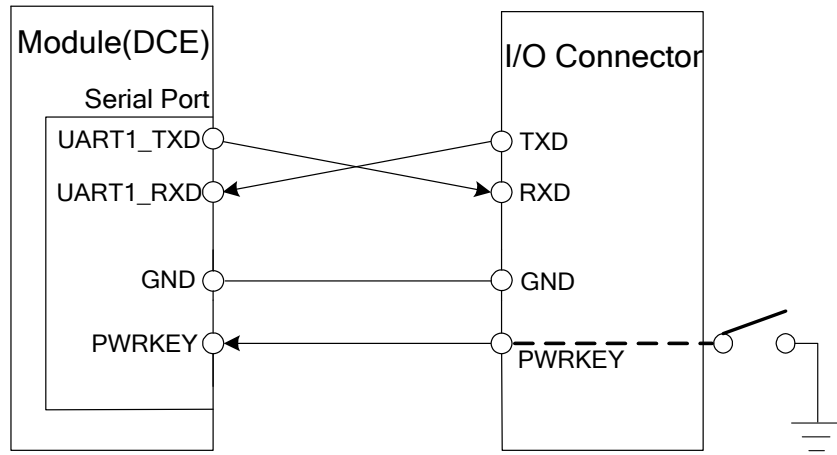 Module(DCE)
I/O Connector
Serial Port
UART1_TXD
TXD
UART1_RXD
RXD
GND
GND
PWRKEY
PWRKEY